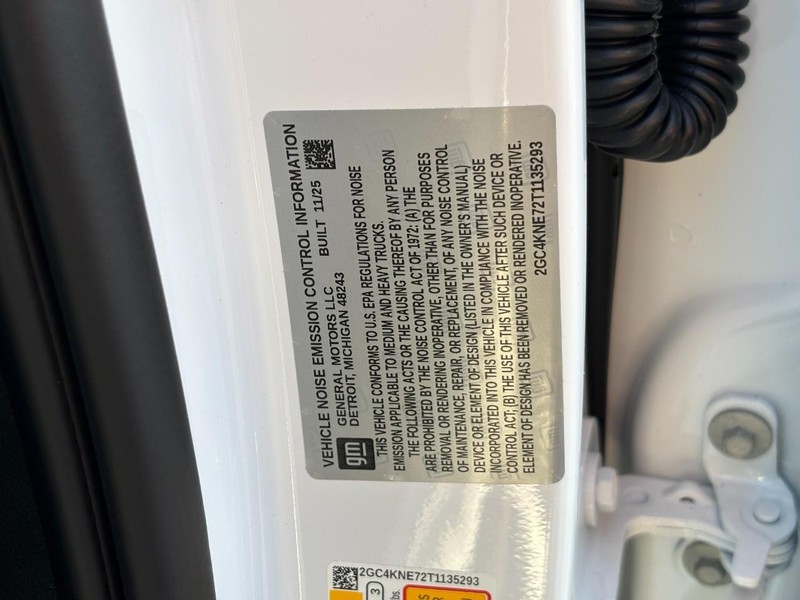 VEHICLE NOISE EMISSION CONTROL INFORMATION
gm
GENERAL MOTORS LLC BUILT 11/25
DETROIT, MICHIGAN 48243
THIS VEHICLE CONFORMS TO U.S. EPA REGULATIONS FOR NOISE
EMISSION APPLICABLE TO MEDIUM AND HEAVY TRUCKS.
THE FOLLOWING ACTS OR THE CAUSING THEREOF BY ANY PERSON
ARE PROHIBITED BY THE NOISE CONTROL ACT OF 1972: (A) THE
REMOVAL OR RENDERING INOPERATIVE, OTHER THAN FOR PURPOSES
OF MAINTENANCE, REPAIR, OR REPLACEMENT, OF ANY NOISE CONTROL
DEVICE OR ELEMENT OF DESIGN (LISTED IN THE OWNER'S MANUAL)
INCORPORATED INTO THIS VEHICLE IN COMPLIANCE WITH THE NOISE
CONTROL ACT; (B) THE USE OF THIS VEHICLE AFTER SUCH DEVICE OR
ELEMENT OF DESIGN HAS BEEN REMOVED OR RENDERED INOPERATIVE.
2GC4KNE72T1135293
2GC4KNE72T1135293
3